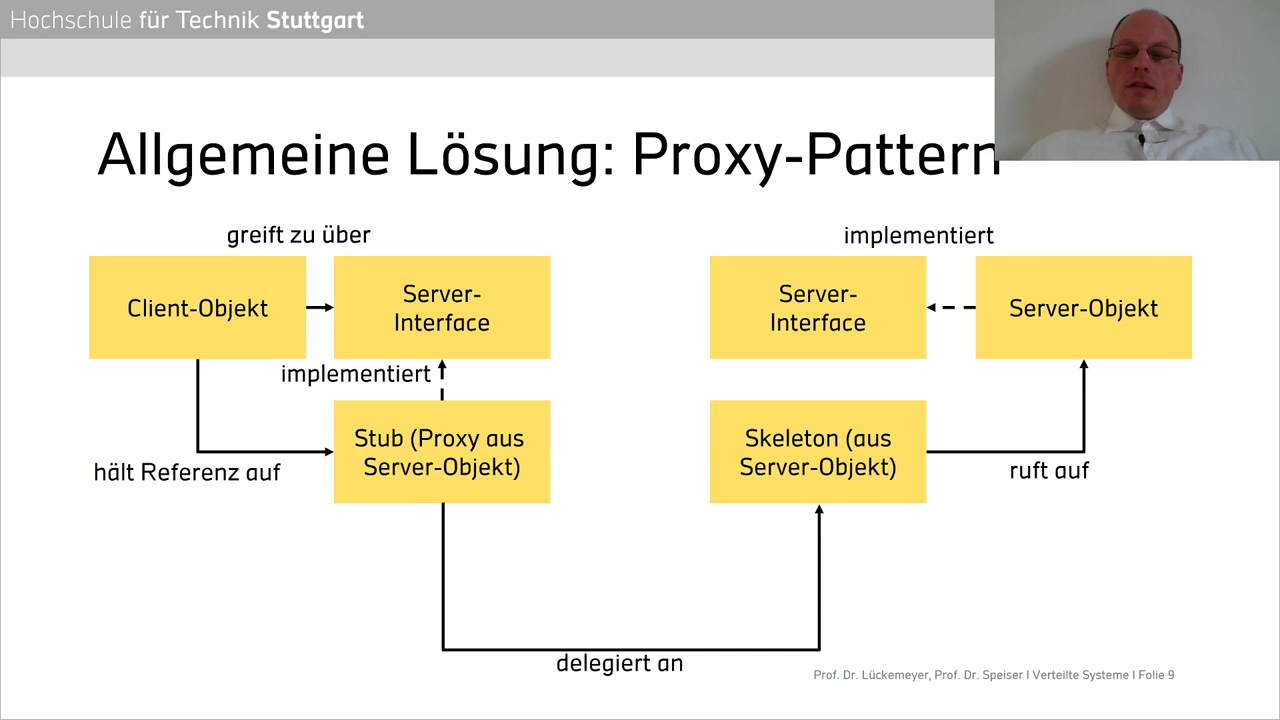 Hochschule für Technik Stuttgart
Allgemeine Lösung: Proxy-Pattern
greift zu über
implementiert
Client-Objekt
Server-
Interface
Server-
Interface
Server-Objekt
implementiert
Stub (Proxy aus
Server-Objekt)
Skeleton (aus
Server-Objekt)
hält Referenz auf
ruft auf
delegiert an
Prof. Dr. Lückemeyer, Prof. Dr. Speiser I Verteilte Systeme I Folie 9